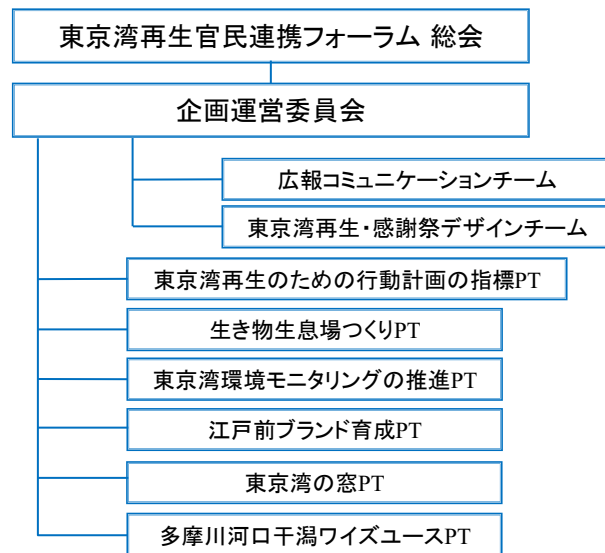 東京湾再生官民連携フォーラム 総会
企画運営委員会
広報コミュニケーションチーム
東京湾再生・感謝祭デザインチーム
東京湾再生のための行動計画の指標PT
生き物生息場つくりPT
東京湾環境モニタリングの推進PT
江戸前ブランド育成PT
東京湾の窓PT
多摩川河口干潟ワイズユースPT